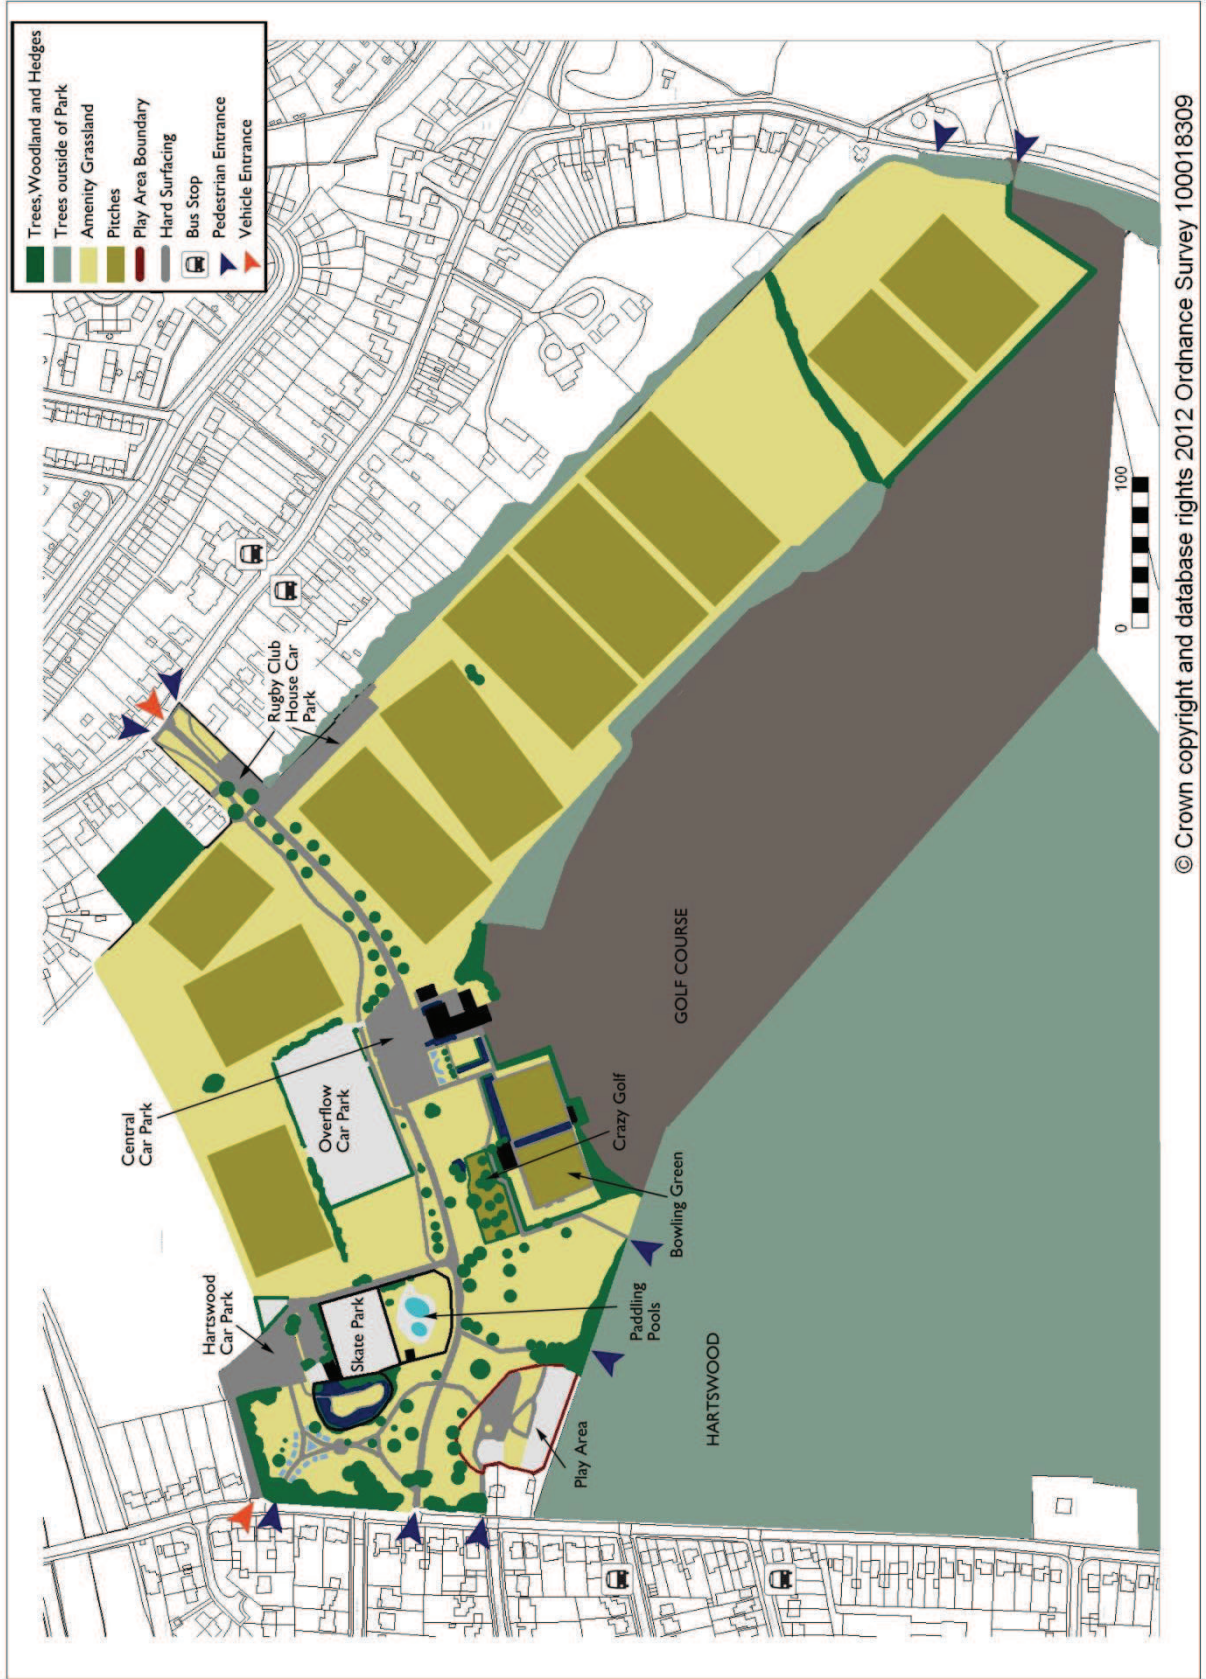 Trees,Woodland and Hedges
Trees outside of Park
Amenity Grassland
Pitches
Play Area Boundary
Hard Surfacing
Bus Stop
Pedestrian Entrance
Vehicle Entrance
Rugby Club
House Car
Park
Central
Car Park
Overflow
Car Park
Hartswood
Car Park
Skate Park
Crazy Golf
Bowling Green
Paddling
Pools
Play Area
GOLF COURSE
HARTSWOOD
0
100
© Crown copyright and database rights 2012 Ordnance Survey 100018309